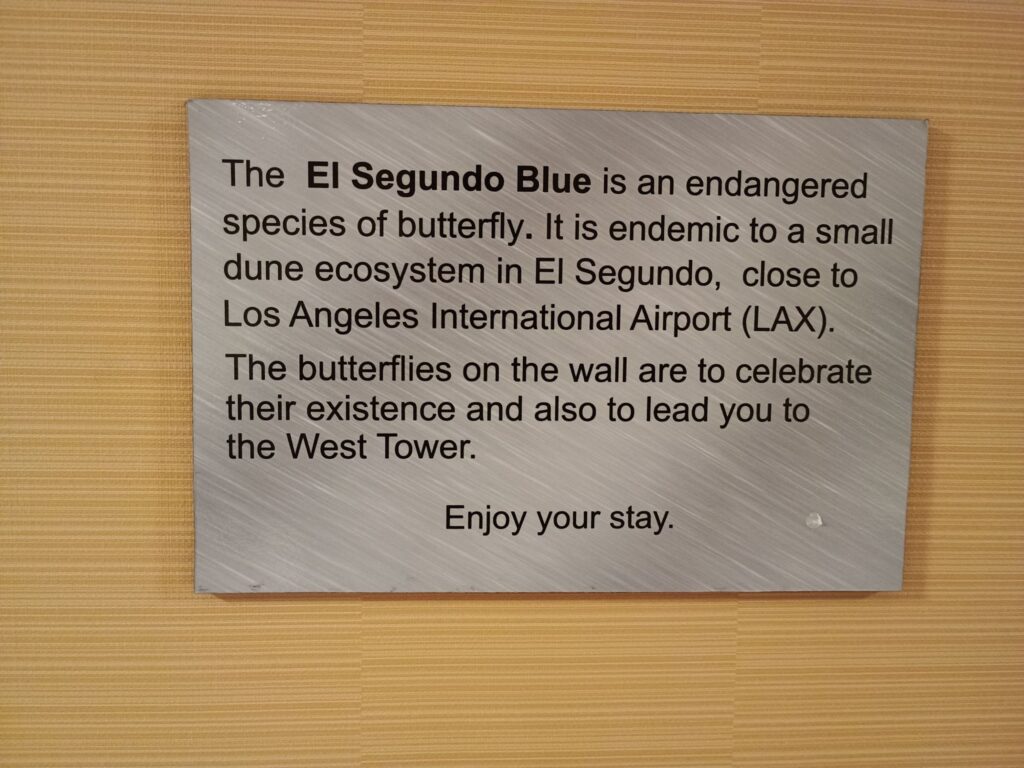 The El Segundo Blue is an endangered
species of butterfly. It is endemic to a small
dune ecosystem in El Segundo, close to
Los Angeles International Airport (LAX).
The butterflies on the wall are to celebrate
their existence and also to lead you to
the West Tower.
Enjoy your stay.